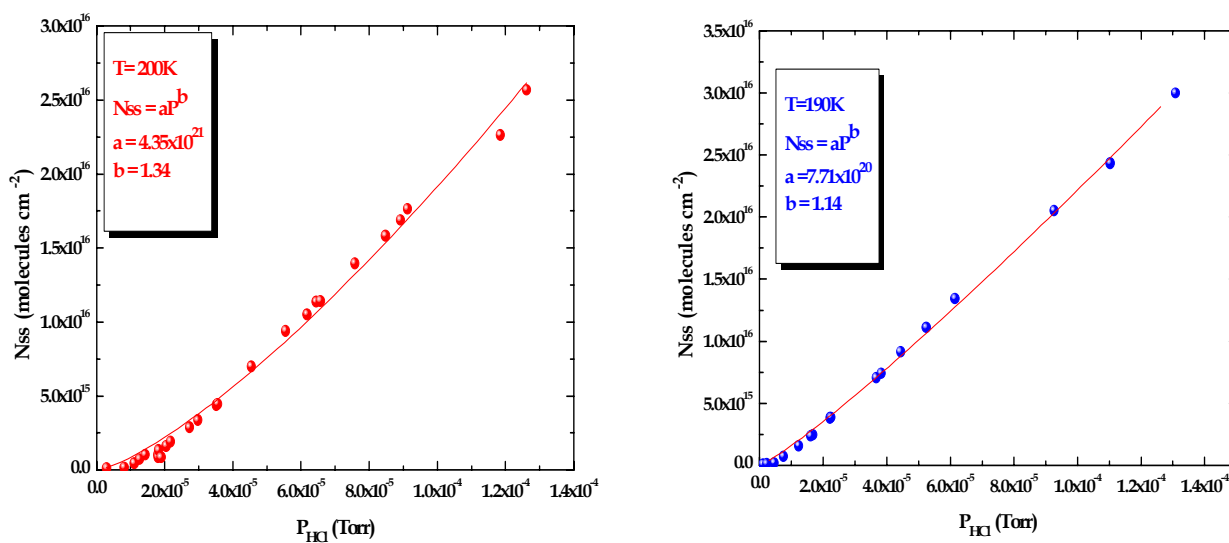 3.0x10^16
2.5x10^16
2.0x10^16
1.5x10^16
1.0x10^16
5.0x10^15
0.0
Nss (molecules cm^-2)
T= 200K
Nss = aP^b
a = 4.35x10^21
b = 1.34
0.0 2.0x10^-5 4.0x10^-5 6.0x10^-5 8.0x10^-5 1.0x10^-4 1.2x10^-4 1.4x10^-4
P_HCl (Torr)
3.5x10^16
3.0x10^16
2.5x10^16
2.0x10^16
1.5x10^16
1.0x10^16
5.0x10^15
0.0
Nss (molecules cm^-2)
T=190K
Nss = aP^b
a =7.71x10^20
b = 1.14
0.0 2.0x10^-5 4.0x10^-5 6.0x10^-5 8.0x10^-5 1.0x10^-4 1.2x10^-4 1.4x10^-4
P_HCl (Torr)